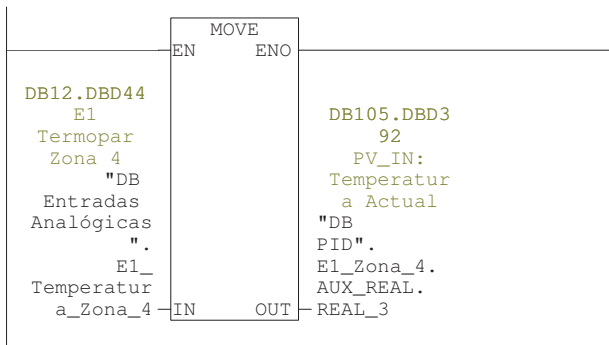 MOVE
EN ENO
DB12.DBD44
E1
Termopar
Zona 4
"DB
Entradas
Analógicas
".
E1_
Temperatur
a_Zona_4
IN
DB105.DBD3
92
PV_IN:
Temperatur
a Actual
"DB
PID".
E1_Zona_4.
AUX_REAL.
OUT REAL_3